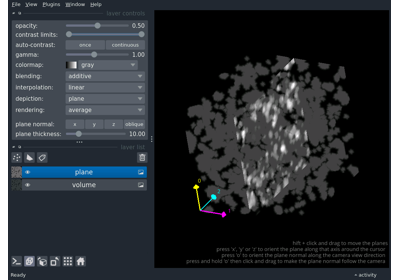 File View Plugins Window Help
layer controls
opacity: 0.50
contrast limits:
auto-contrast: once continuous
gamma: 1.00
colormap: gray
blending: additive
interpolation: linear
depiction: plane
rendering: average
plane normal: x y z oblique
plane thickness: 10.00
layer list
plane
volume
shift + click and drag to move the planes
press 'x', 'y' or 'z' to orient the plane along that axis around the cursor
press 'o' to orient the plane normal along the camera view direction
press and hold 'o' then click and drag to make the plane normal follow the camera
Ready
activity